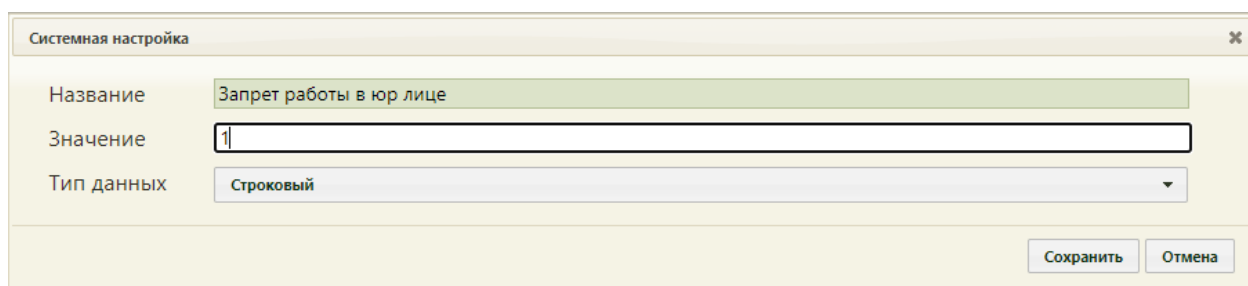 Системная настройка
Название Запрет работы в юр лице
Значение 1
Тип данных Строковый
Сохранить Отмена